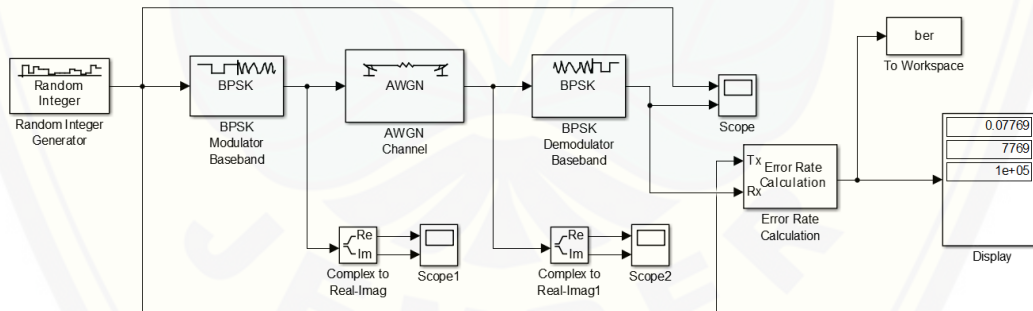 Random
Integer
Random Integer
Generator
BPSK
BPSK
Modulator
Baseband
AWGN
AWGN
Channel
BPSK
BPSK
Demodulator
Baseband
Scope
ber
To Workspace
Tx
Rx
Error Rate
Calculation
Error Rate
Calculation
0.07769
7769
1e+05
Display
Re
Im
Complex to
Real-Imag
Scope1
Re
Im
Complex to
Real-Imag1
Scope2